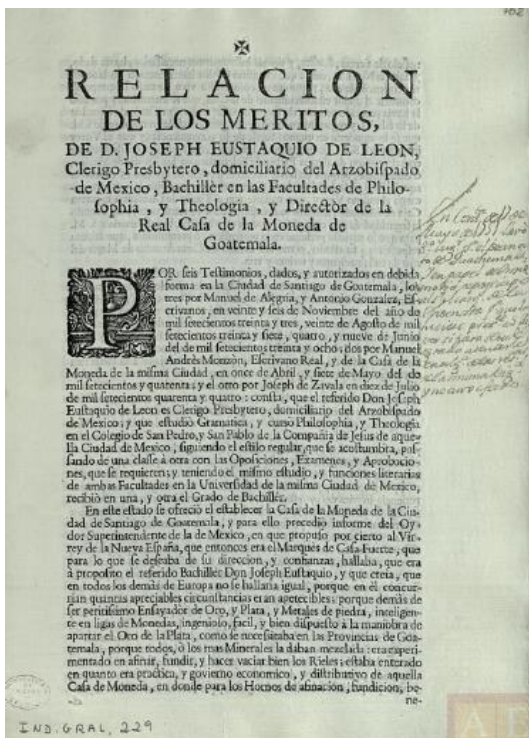 RELACION
DE LOS MERITOS,
DE D. JOSEPH EUSTAQUIO DE LEON,
Clerigo Presbytero, domiciliario del Arzobispado
de Mexico, Bachillèr en las Facultades de Philo-
sophia, y Theologia, y Directòr de la
Real Casa de la Moneda de
Goatemala.
POR seis Testimonios, dados, y autorizados en debida
forma en la Ciudad de Santiago de Goatemala, los
tres por Manuel de Alegria, y Antonio Gonzalez, Es-
crivanos, en veinte y seis de Noviembre del año de
mil setecientos treinta y tres, veinte de Agosto de mil
setecientos treinta y siete, quatro, y nueve de Junio
del de mil setecientos treinta y ocho; dos por Manuel
Andrès Monzòn, Escrivano Real, y de la Casa de la
Moneda de la misma Ciudad, en once de Abril, y siete de Mayo del de
mil setecientos y quarenta; y el otro por Joseph de Zavala en diez de Julio
de mil setecientos quarenta y quatro: consta, que el referido Don Joseph
Eustaquio de Leon es Clerigo Presbytero, domiciliario del Arzobispado
de Mexico; y que estudiò Gramatica, y cursò Philosophia, y Theologia
en el Colegio de San Pedro, y San Pablo de la Compañia de Jesus de aque-
lla Ciudad de Mexico, siguiendo el estilo regular, que se acostumbra, pas-
sando de una classe à otra con las Oposiciones, Examenes, y Aprobacio-
nes, que se requieren; y teniendo el mismo estudio, y funciones literarias
de ambas Facultades en la Universidad de la misma Ciudad de Mexico,
recibiò en una, y otra el Grado de Bachillèr.
En este estado se ofreciò el establecer la Casa de la Moneda de la Ciu-
dad de Santiago de Goatemala, y para ello precediò informe del Oy-
dor Superintendente de la de Mexico, en que propuso por cierto al Vir-
rey de la Nueva España, que entonces era el Marquès de Casa-Fuerte, que
para lo que se deseaba de su direccion, y confianzas, hallaba, que era
à proposito el referido Bachillèr Don Joseph Eustaquio, y que creìa, que
en todos los demàs de Europa no se hallarìa igual, porque en èl concur-
rian quantas apreciables circunstancias eran apetecibles; porque demàs de
ser peritissimo Ensayador de Oro, y Plata, y Metales de piedra, inteligen-
te en ligas de Monedas, ingenioso, facil, y bien dispuesto à la maniobra de
apartar el Oro de la Plata, como se necessitaba en las Provincias de Goa-
temala, porque todos, ò los mas Minerales la daban mezclada: era experi-
mentado en afinar, fundir, y hacer vaciar bien los Rieles; estaba enterado
en quanto era practica, y govierno economico, y distributivo de aquella
Casa de Moneda, en donde para los Hornos de afinacion, fundicion, be-
ne-
IND. GRAL, 229